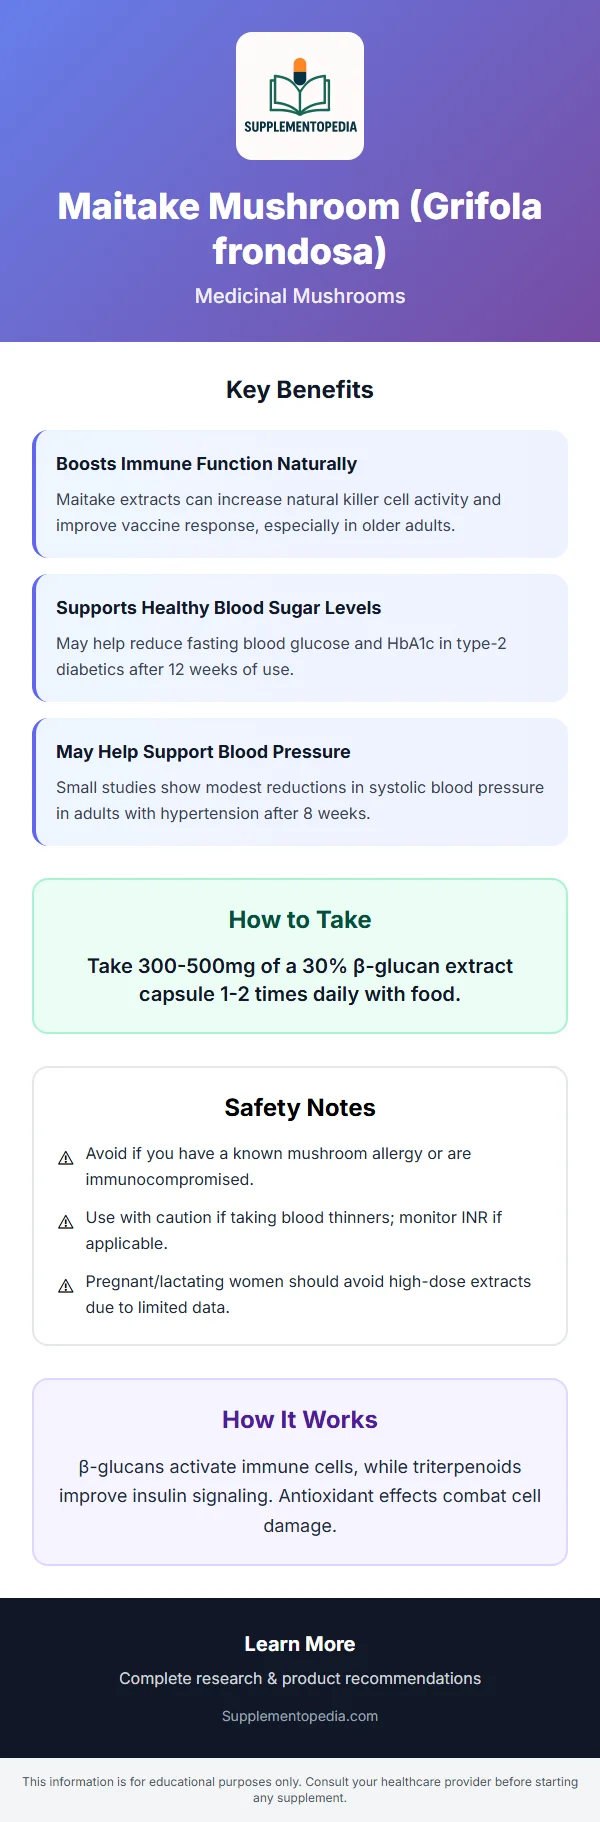 SUPPLEMENTOPEDIA
Maitake Mushroom (Grifola
frondosa)
Medicinal Mushrooms
Key Benefits
Boosts Immune Function Naturally
Maitake extracts can increase natural killer cell activity and
improve vaccine response, especially in older adults.
Supports Healthy Blood Sugar Levels
May help reduce fasting blood glucose and HbA1c in type-2
diabetics after 12 weeks of use.
May Help Support Blood Pressure
Small studies show modest reductions in systolic blood pressure
in adults with hypertension after 8 weeks.
How to Take
Take 300-500mg of a 30% β-glucan extract
capsule 1-2 times daily with food.
Safety Notes
⚠ Avoid if you have a known mushroom allergy or are
immunocompromised.
⚠ Use with caution if taking blood thinners; monitor INR if
applicable.
⚠ Pregnant/lactating women should avoid high-dose extracts
due to limited data.
How It Works
β-glucans activate immune cells, while triterpenoids
improve insulin signaling. Antioxidant effects combat cell
damage.
Learn More
Complete research & product recommendations
Supplementopedia.com
This information is for educational purposes only. Consult your healthcare provider before starting
any supplement.